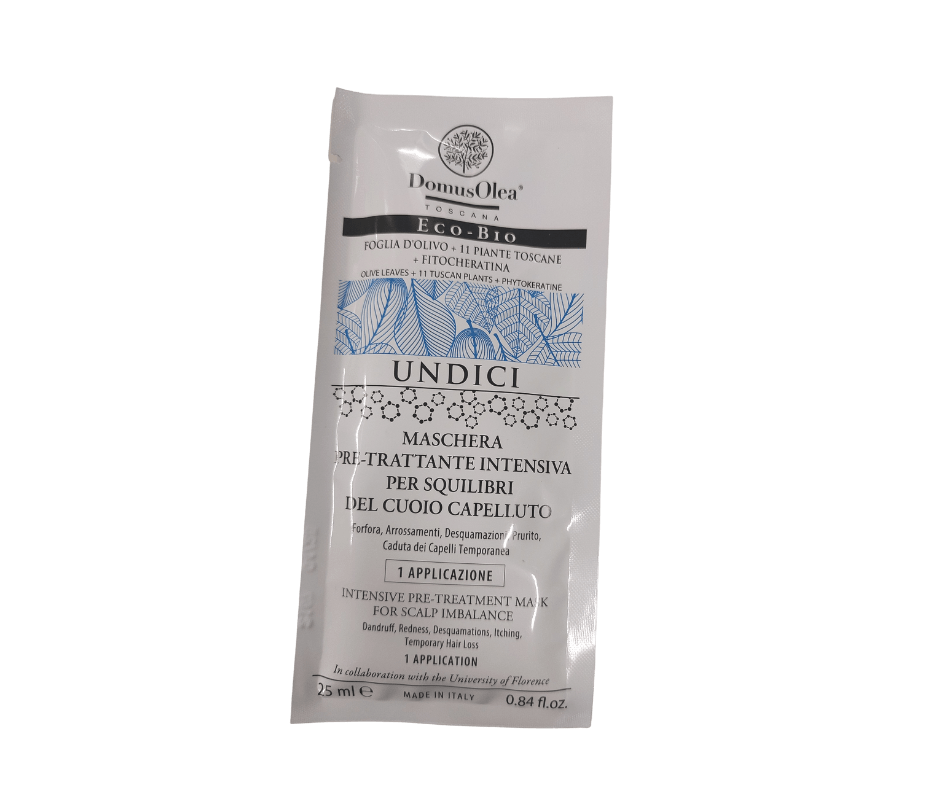 DomusOlea®
TOSCANA
ECO-BIO
FOGLIA D'OLIVO + 11 PIANTE TOSCANE
+ FITOCHERATINA
OLIVE LEAVES + 11 TUSCAN PLANTS + PHYTOKERATINE
UNDICI
MASCHERA
PRE-TRATTANTE INTENSIVA
PER SQUILIBRI
DEL CUOIO CAPELLUTO
Forfora, Arrossamenti, Desquamazioni, Prurito,
Caduta dei Capelli Temporanea
1 APPLICAZIONE
INTENSIVE PRE-TREATMENT MASK
FOR SCALP IMBALANCE
Dandruff, Redness, Desquamations, Itching,
Temporary Hair Loss
1 APPLICATION
In collaboration with the University of Florence
25 ml ℮ MADE IN ITALY 0.84 fl.oz.